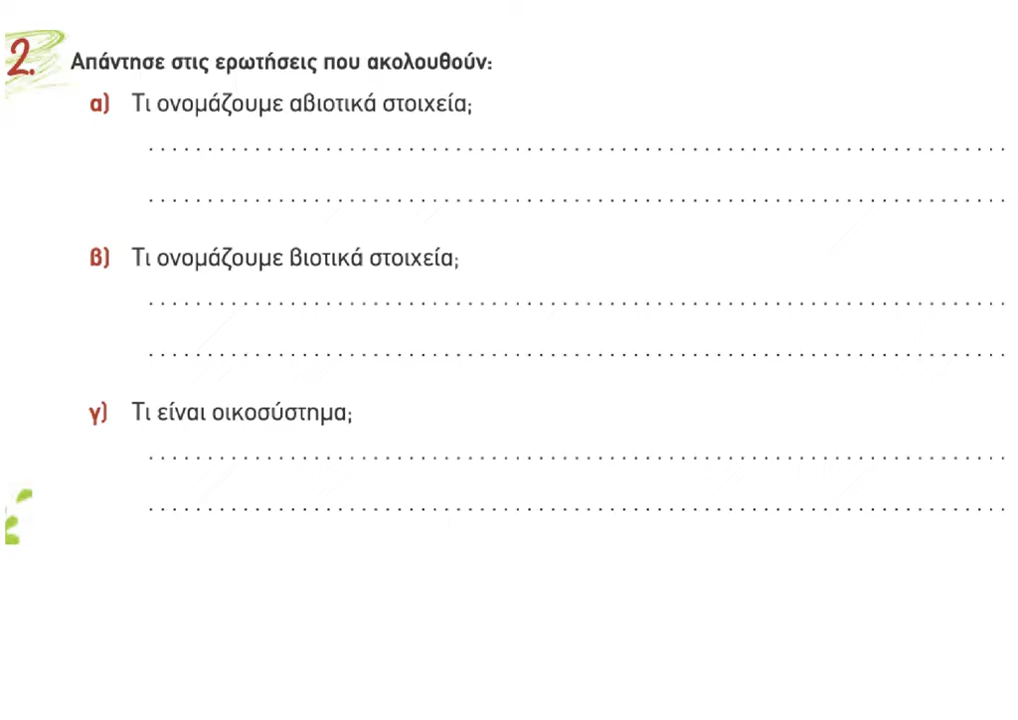 2. Απάντησε στις ερωτήσεις που ακολουθούν:
α) Τι ονομάζουμε αβιοτικά στοιχεία;
β) Τι ονομάζουμε βιοτικά στοιχεία;
γ) Τι είναι οικοσύστημα;